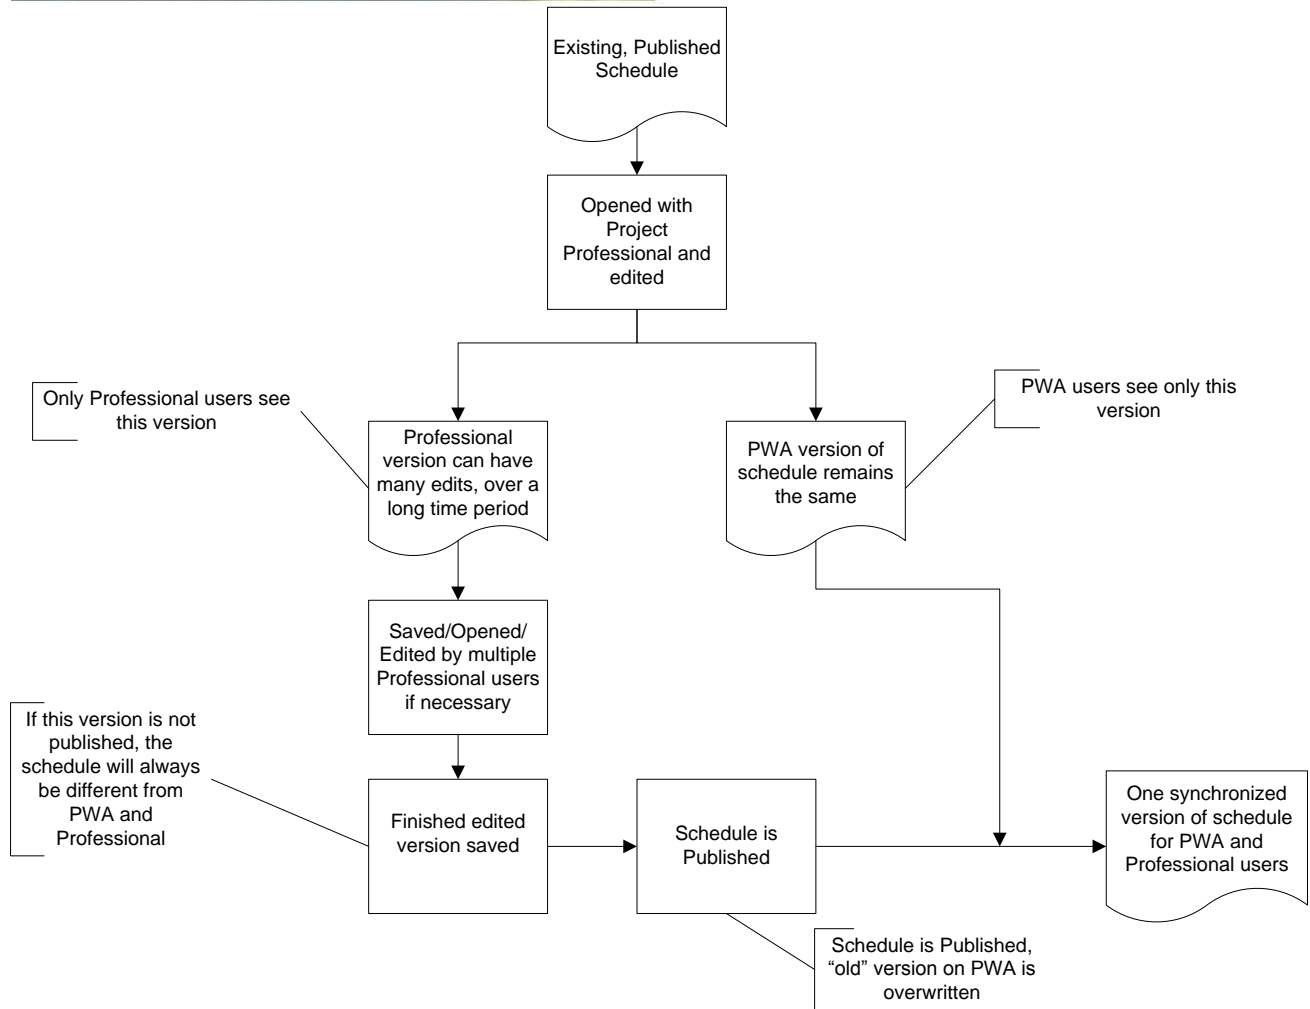 Existing, Published
Schedule
Opened with
Project
Professional and
edited
Only Professional users see
this version
PWA users see only this
version
Professional
version can have
many edits, over a
long time period
PWA version of
schedule remains
the same
Saved/Opened/
Edited by multiple
Professional users
if necessary
If this version is not
published, the
schedule will always
be different from
PWA and
Professional
Finished edited
version saved
Schedule is
Published
One synchronized
version of schedule
for PWA and
Professional users
Schedule is Published,
“old” version on PWA is
overwritten